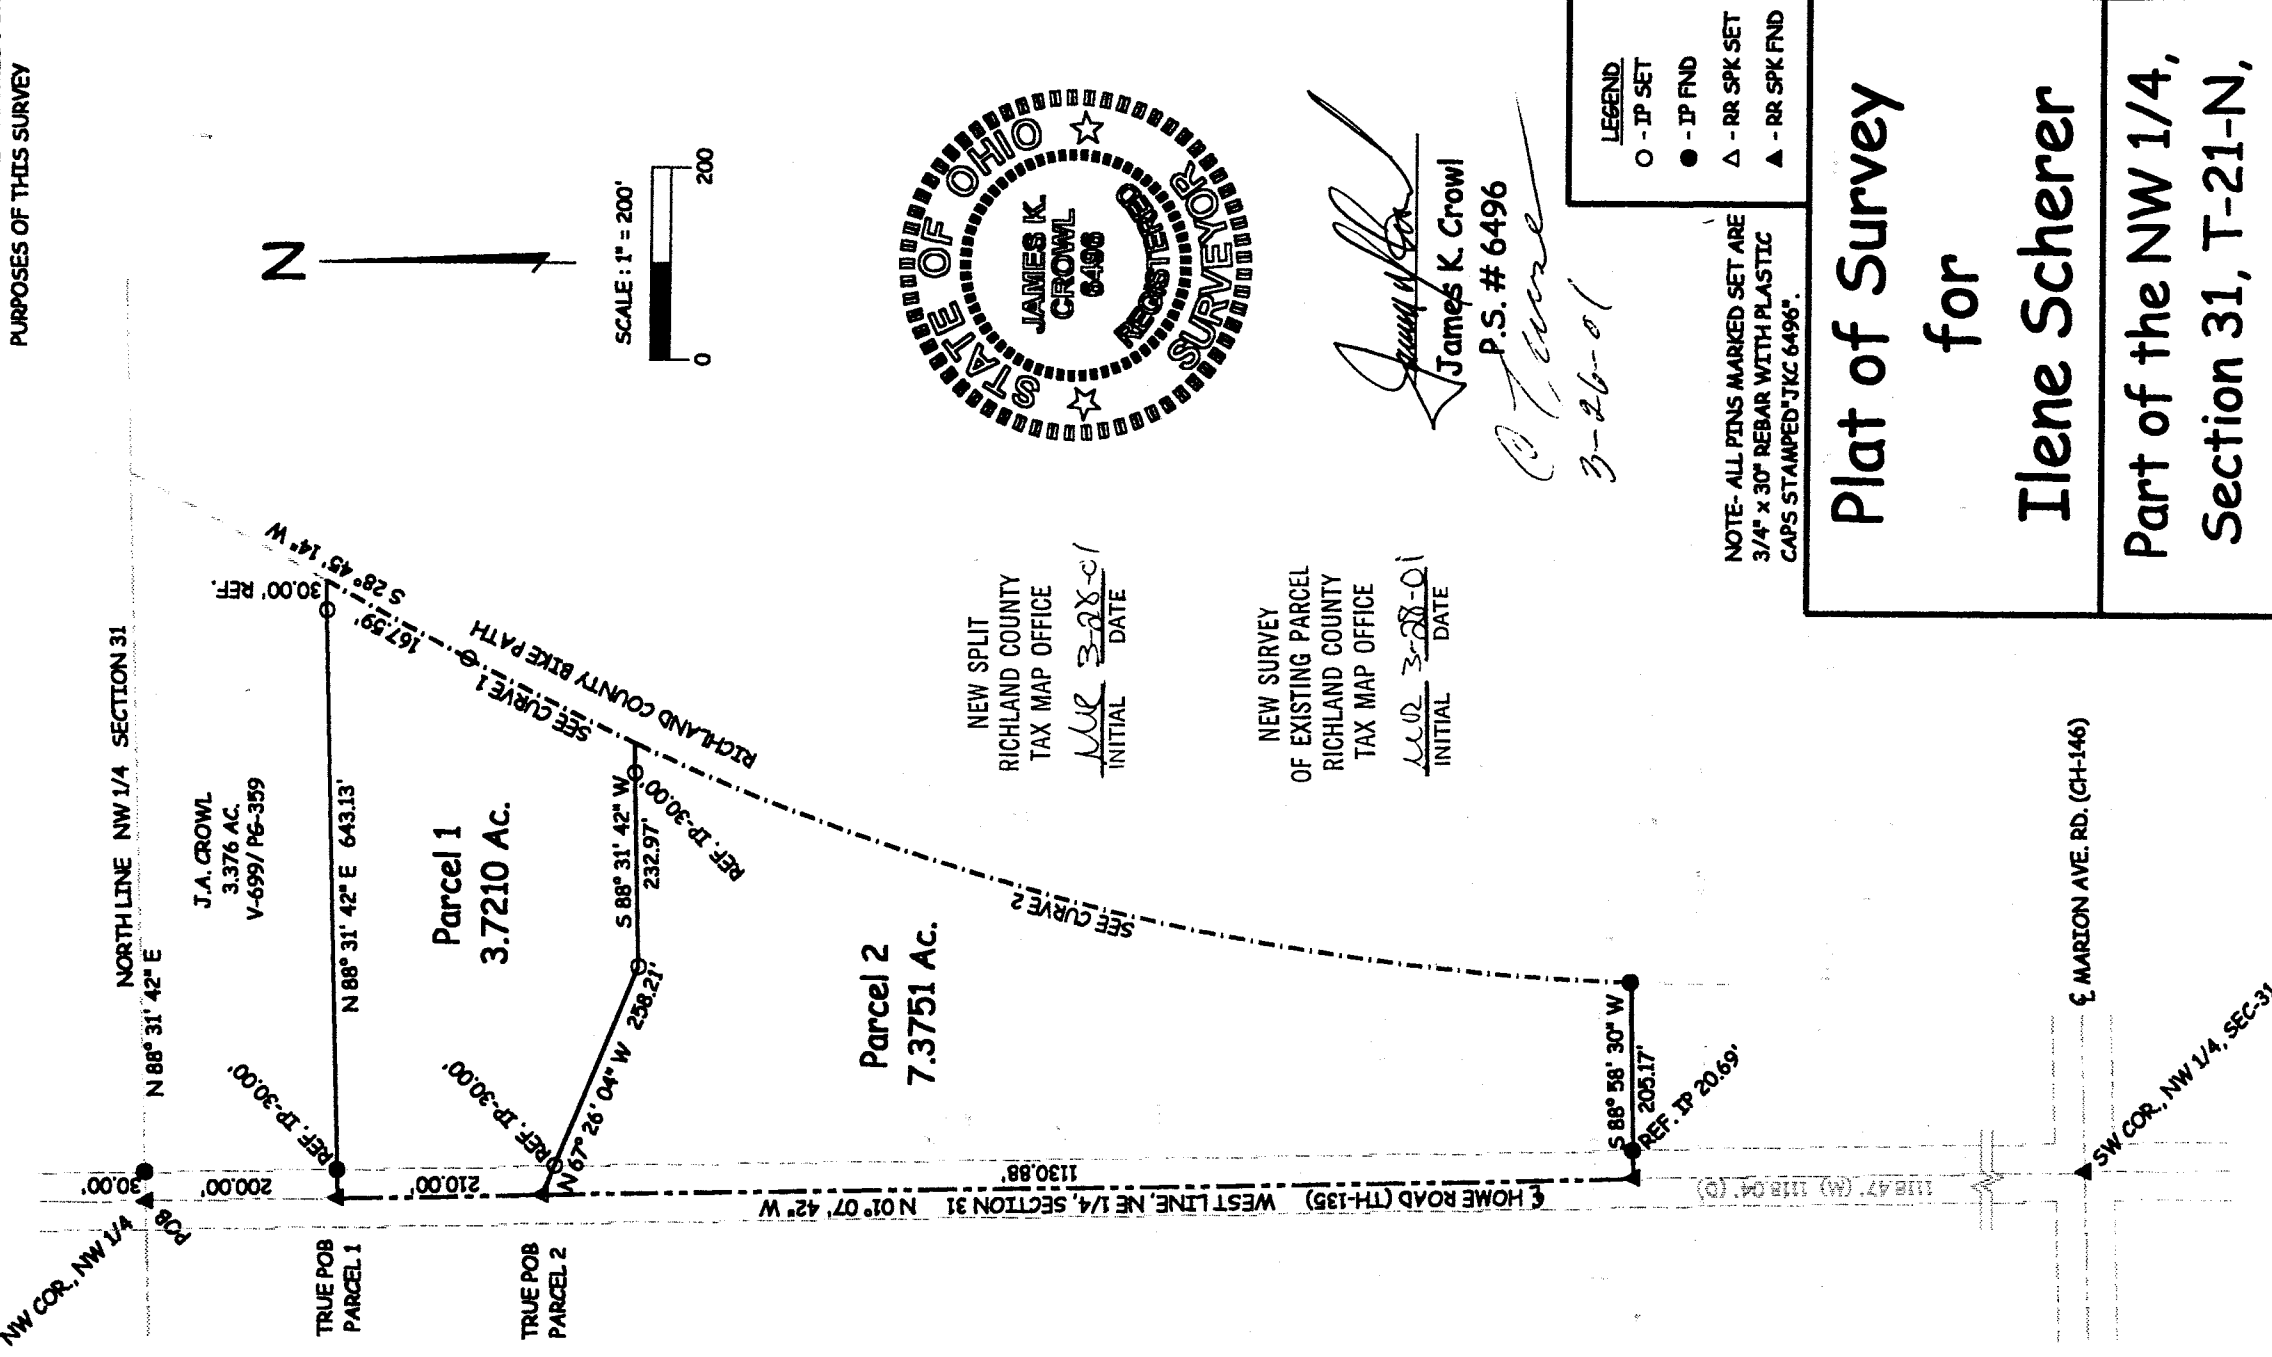 PURPOSES OF THIS SURVEY
NORTH LINE NW 1/4 SECTION 31
N 88° 31' 42" E
NW COR., NW 1/4
POB
30.00'
200.00'
210.00'
1130.88'
J.A. CROWL
3.376 AC.
V-699/ PG-359
REF. IP-30.00'
N 88° 31' 42" E 643.13'
30.00' REF.
S 28° 45' 14" W
167.59'
SEE CURVE 1
RICHLAND COUNTY BIKE PATH
TRUE POB
PARCEL 1
Parcel 1
3.7210 Ac.
REF. IP-30.00'
N 67° 26' 04" W 258.21'
S 88° 31' 42" W
232.97'
REF. IP-30.00'
TRUE POB
PARCEL 2
Parcel 2
7.3751 Ac.
SEE CURVE 2
℄ HOME ROAD (TH-135) WEST LINE, NE 1/4, SECTION 31 N 01° 07' 42" W
S 88° 58' 30" W
205.17'
REF. IP 20.69'
1118.47' (M) 1118.04' (D)
℄ MARION AVE. RD. (CH-146)
SW COR., NW 1/4, SEC-31
N
SCALE : 1" = 200'
0 200
STATE OF OHIO
JAMES K.
CROWL
6496
REGISTERED
SURVEYOR
James K. Crowl
P.S. # 6496
3-26-01
NEW SPLIT
RICHLAND COUNTY
TAX MAP OFFICE
3-28-01
INITIAL DATE
NEW SURVEY
OF EXISTING PARCEL
RICHLAND COUNTY
TAX MAP OFFICE
3-28-01
INITIAL DATE
LEGEND
○ - IP SET
● - IP FND
△ - RR SPK SET
▲ - RR SPK FND
NOTE- ALL PINS MARKED SET ARE
3/4" x 30" REBAR WITH PLASTIC
CAPS STAMPED"JKC 6496".
Plat of Survey
for
Ilene Scherer
Part of the NW 1/4,
Section 31, T-21-N,